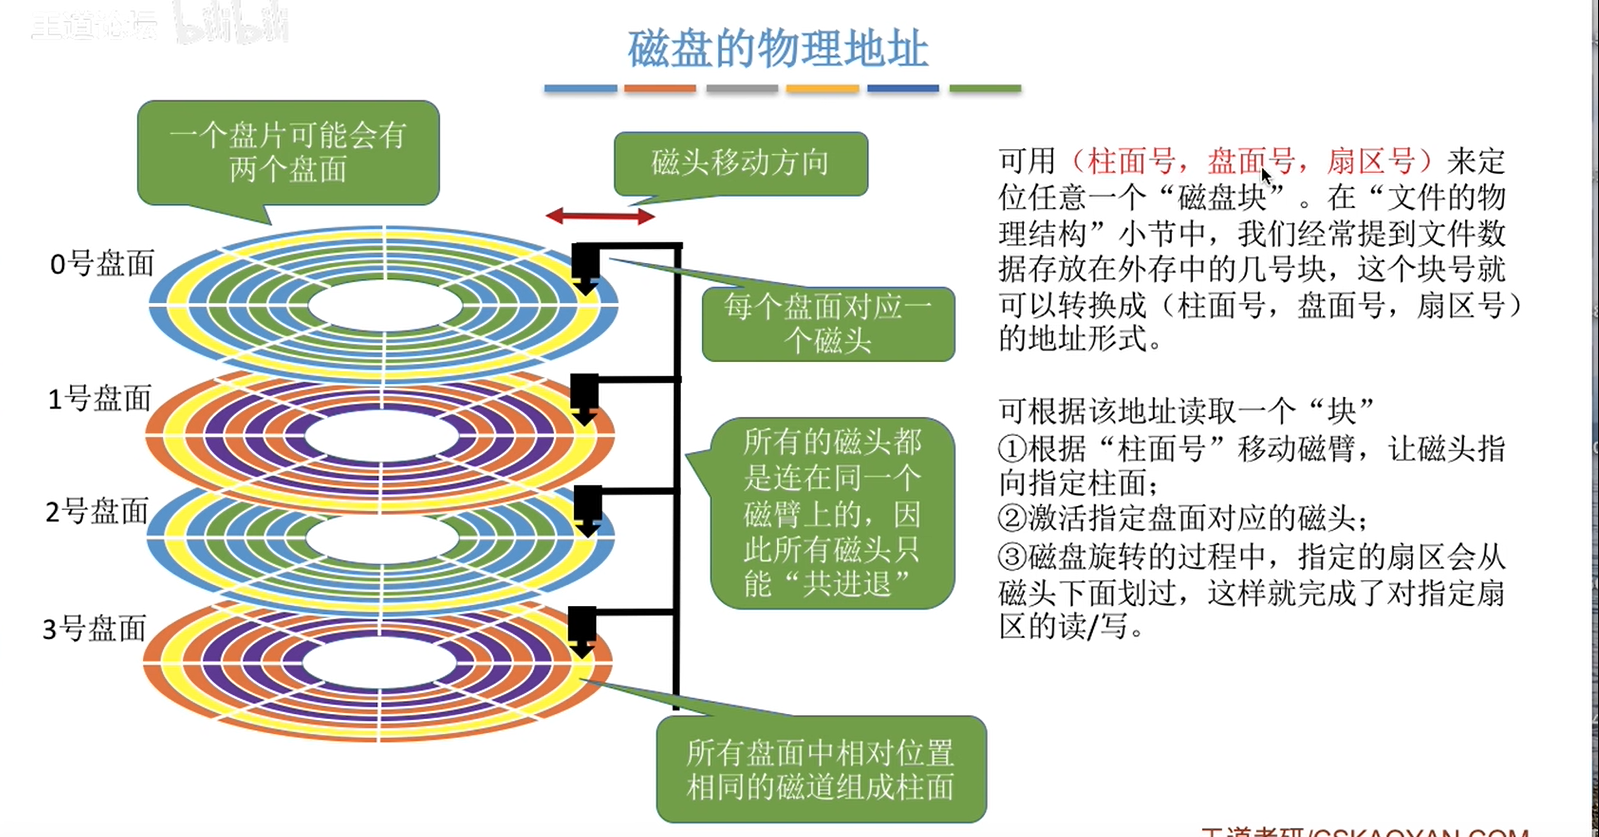 王道论坛 bilibili
磁盘的物理地址
一个盘片可能会有
两个盘面
磁头移动方向
0号盘面
每个盘面对应一
个磁头
1号盘面
所有的磁头都
是连在同一个
磁臂上的，因
此所有磁头只
能“共进退”
2号盘面
3号盘面
所有盘面中相对位置
相同的磁道组成柱面
可用（柱面号，盘面号，扇区号）来定
位任意一个“磁盘块”。在“文件的物
理结构”小节中，我们经常提到文件数
据存放在外存中的几号块，这个块号就
可以转换成（柱面号，盘面号，扇区号）
的地址形式。
可根据该地址读取一个“块”
①根据“柱面号”移动磁臂，让磁头指
向指定柱面；
②激活指定盘面对应的磁头；
③磁盘旋转的过程中，指定的扇区会从
磁头下面划过，这样就完成了对指定扇
区的读/写。
王道考研/CSKAOYAN.COM